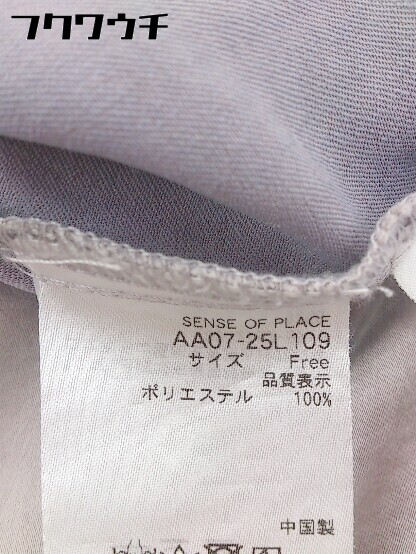 フクワウチ
SENSE OF PLACE
AA07-25L109
サイズ Free
品質表示
ポリエステル 100%
中国製